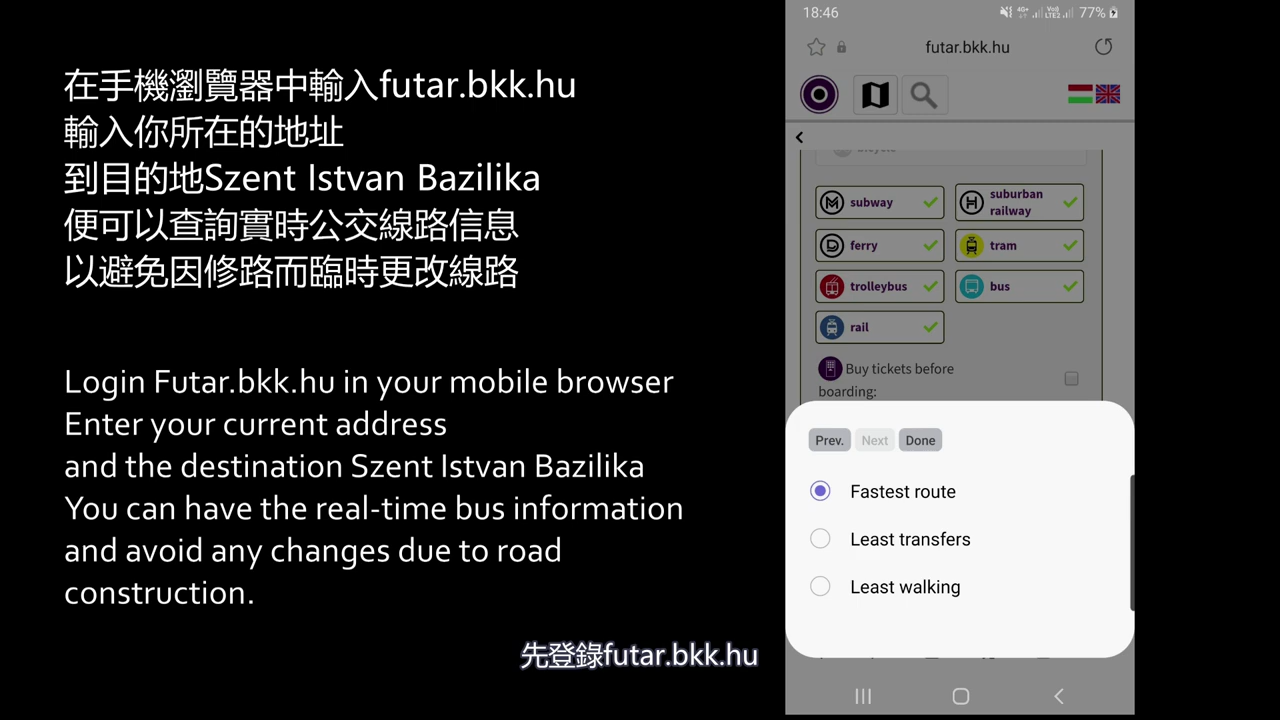 在手機瀏覽器中輸入futar.bkk.hu
輸入你所在的地址
到目的地Szent Istvan Bazilika
便可以查詢實時公交線路信息
以避免因修路而臨時更改線路
Login Futar.bkk.hu in your mobile browser
Enter your current address
and the destination Szent Istvan Bazilika
You can have the real-time bus information
and avoid any changes due to road
construction.
先登錄futar.bkk.hu
18:46
4G+ Vo) LTE2 77%
futar.bkk.hu
bicycle
subway
suburban
railway
ferry
tram
trolleybus
bus
rail
Buy tickets before
boarding:
Prev. Next Done
Fastest route
Least transfers
Least walking